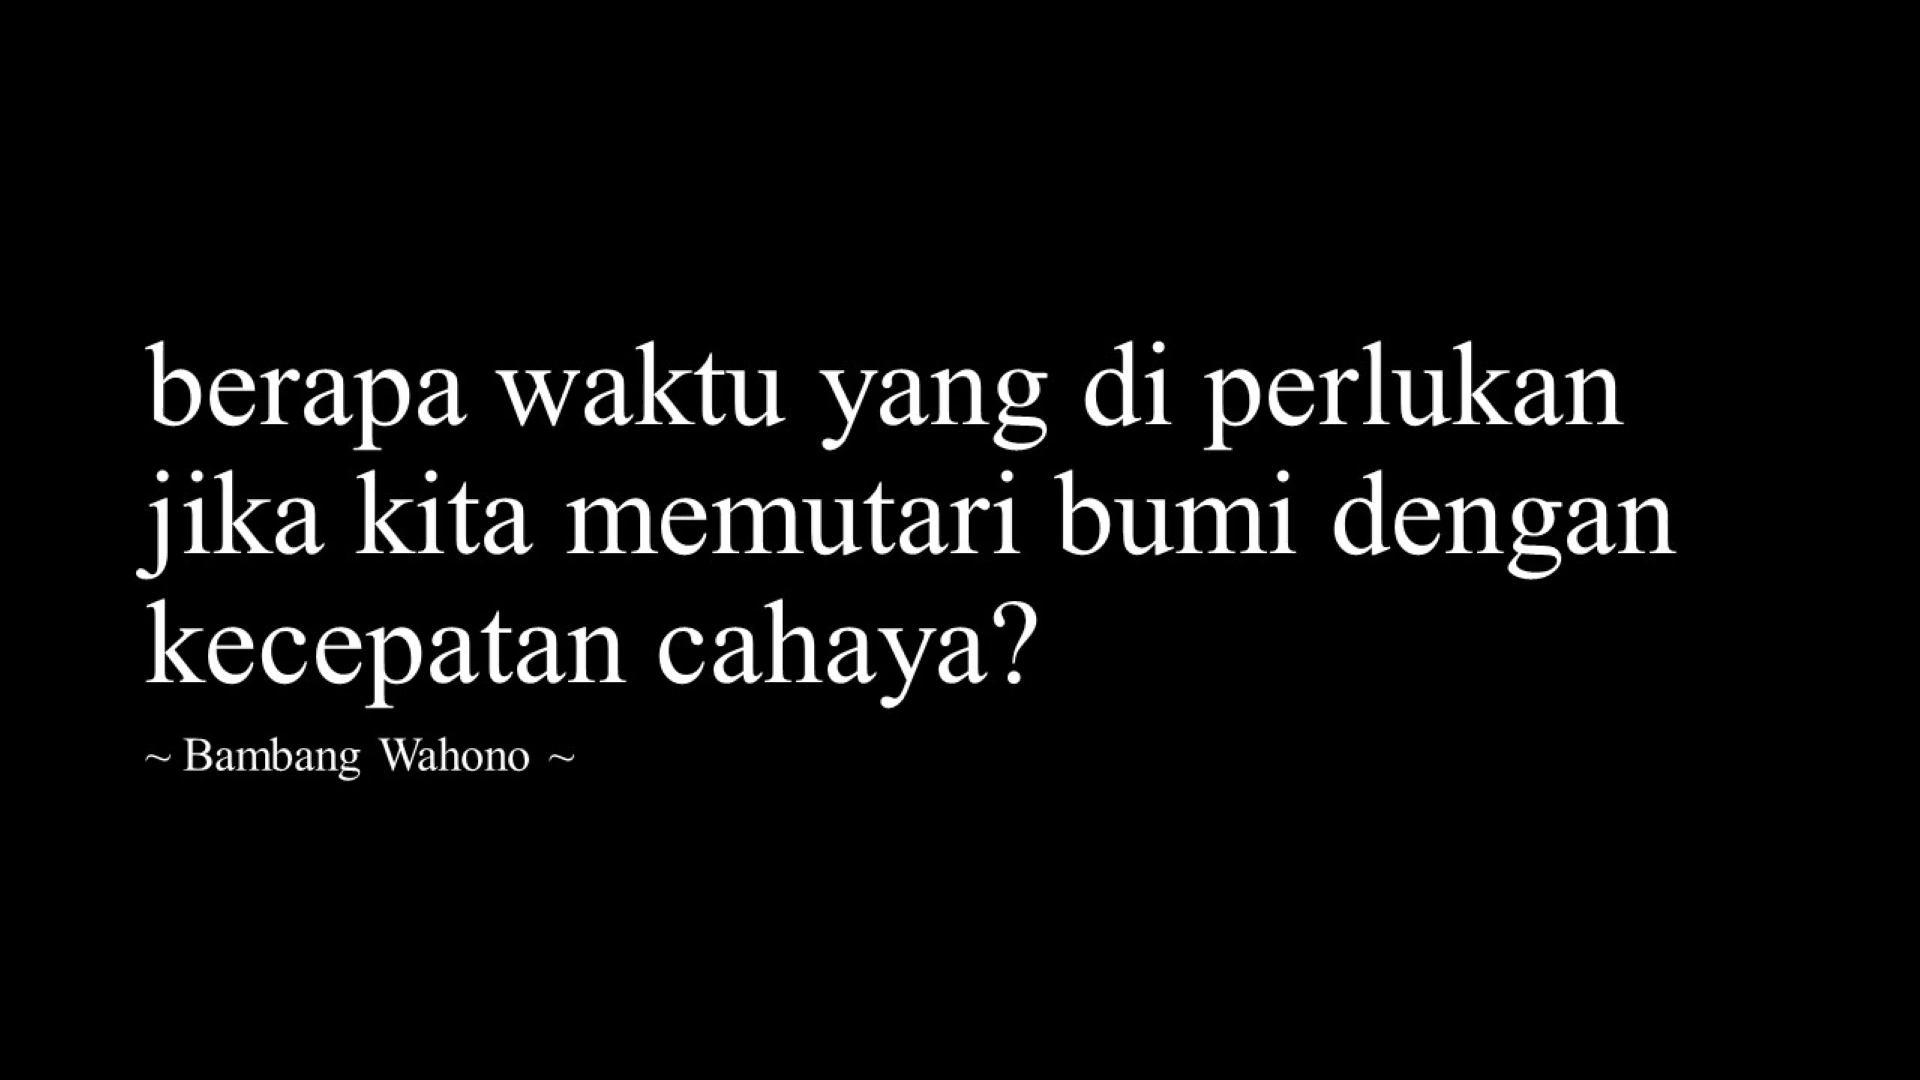 berapa waktu yang di perlukan
jika kita memutari bumi dengan
kecepatan cahaya?
~ Bambang Wahono ~